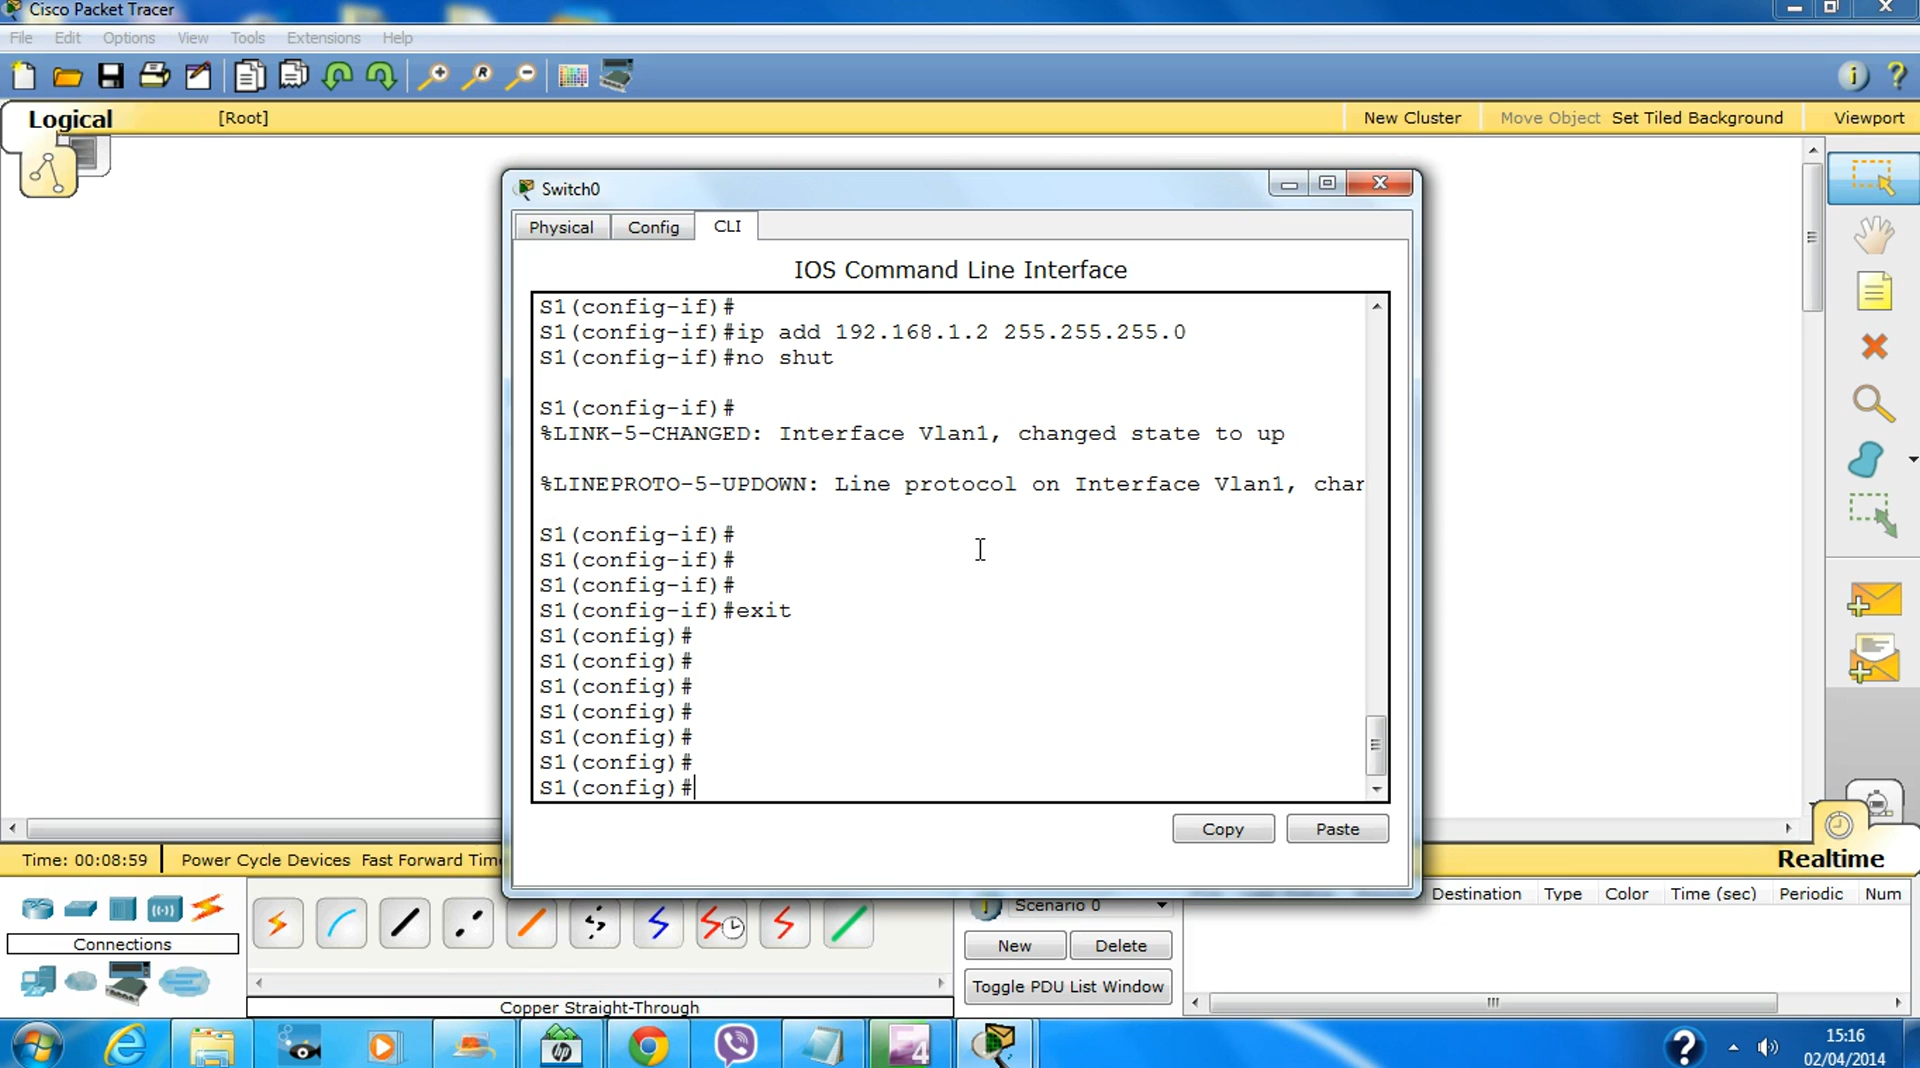 Cisco Packet Tracer
File Edit Options View Tools Extensions Help
Logical [Root] New Cluster Move Object Set Tiled Background Viewport
Switch0
Physical Config CLI
IOS Command Line Interface
S1(config-if)#
S1(config-if)#ip add 192.168.1.2 255.255.255.0
S1(config-if)#no shut
S1(config-if)#
%LINK-5-CHANGED: Interface Vlan1, changed state to up
%LINEPROTO-5-UPDOWN: Line protocol on Interface Vlan1, char
S1(config-if)#
S1(config-if)#
S1(config-if)#
S1(config-if)#exit
S1(config)#
S1(config)#
S1(config)#
S1(config)#
S1(config)#
S1(config)#
S1(config)#
Copy Paste
Time: 00:08:59 Power Cycle Devices Fast Forward Tim
Realtime
Scenario 0 Destination Type Color Time (sec) Periodic Num
Connections
New Delete
Toggle PDU List Window
Copper Straight-Through
15:16
02/04/2014